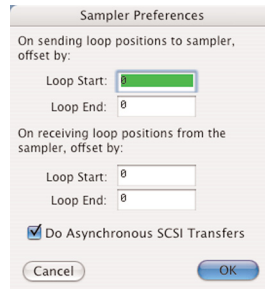 Sampler Preferences
On sending loop positions to sampler,
offset by:
Loop Start: 0
Loop End: 0
On receiving loop positions from the
sampler, offset by:
Loop Start: 0
Loop End: 0
Do Asynchronous SCSI Transfers
Cancel OK